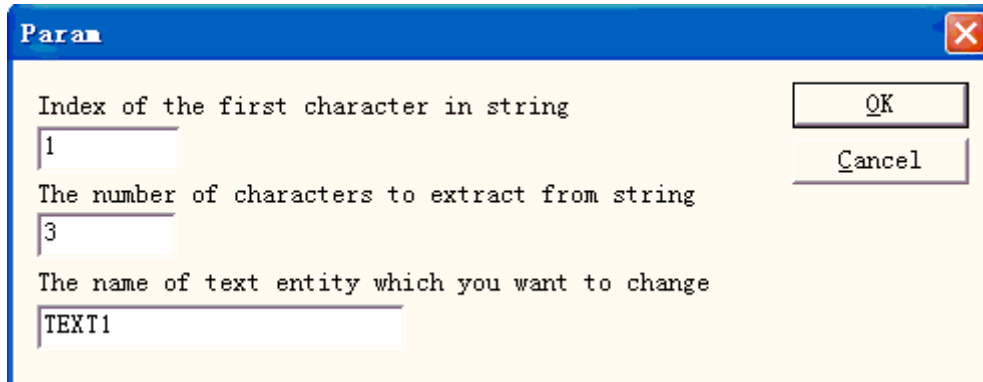 Param
Index of the first character in string
OK
1
Cancel
The number of characters to extract from string
3
The name of text entity which you want to change
TEXT1